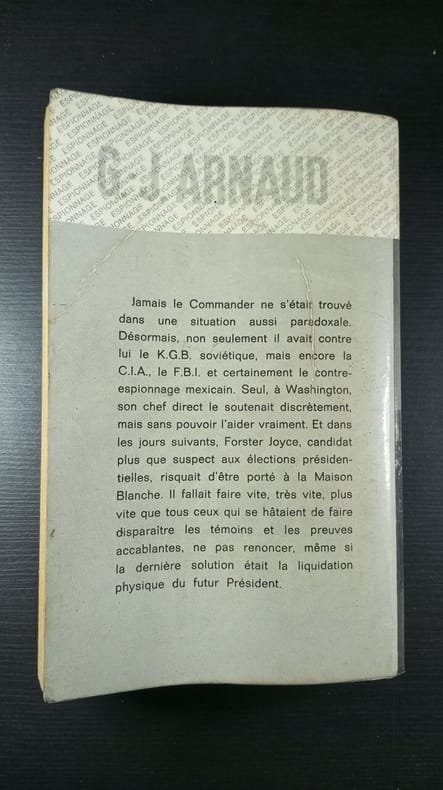 ESPIONNAGE ESPIONNAGE ESPIONNAGE
G.-J. ARNAUD
Jamais le Commander ne s'était trouvé
dans une situation aussi paradoxale.
Désormais, non seulement il avait contre
lui le K.G.B. soviétique, mais encore la
C.I.A., le F.B.I. et certainement le contre-
espionnage mexicain. Seul, à Washington,
son chef direct le soutenait discrètement,
mais sans pouvoir l'aider vraiment. Et dans
les jours suivants, Forster Joyce, candidat
plus que suspect aux élections présiden-
tielles, risquait d'être porté à la Maison
Blanche. Il fallait faire vite, très vite, plus
vite que tous ceux qui se hâtaient de faire
disparaître les témoins et les preuves
accablantes, ne pas renoncer, même si
la dernière solution était la liquidation
physique du futur Président.